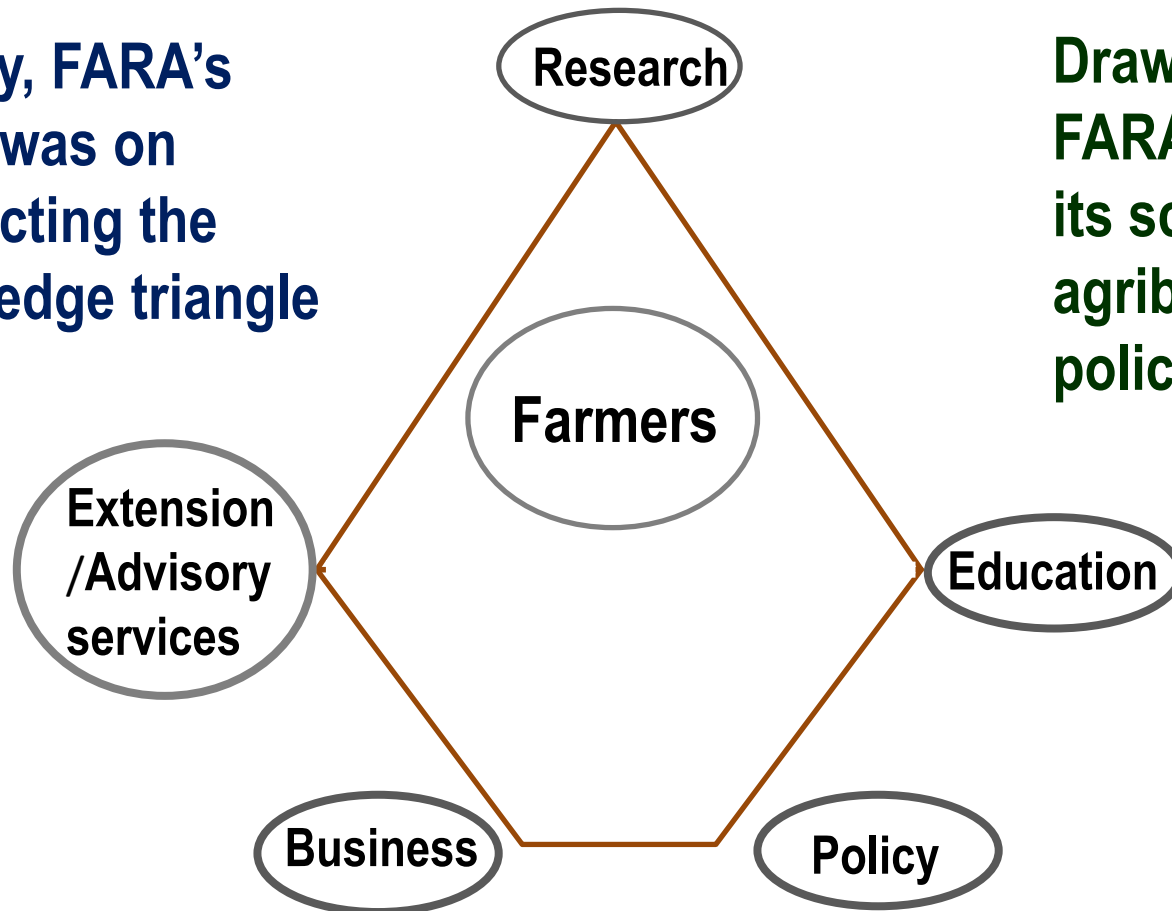 y, FARA’s
was on
cting the
edge triangle
Research
Draw
FARA
its so
agrib
polic
Farmers
Extension
/Advisory
services
Education
Business
Policy